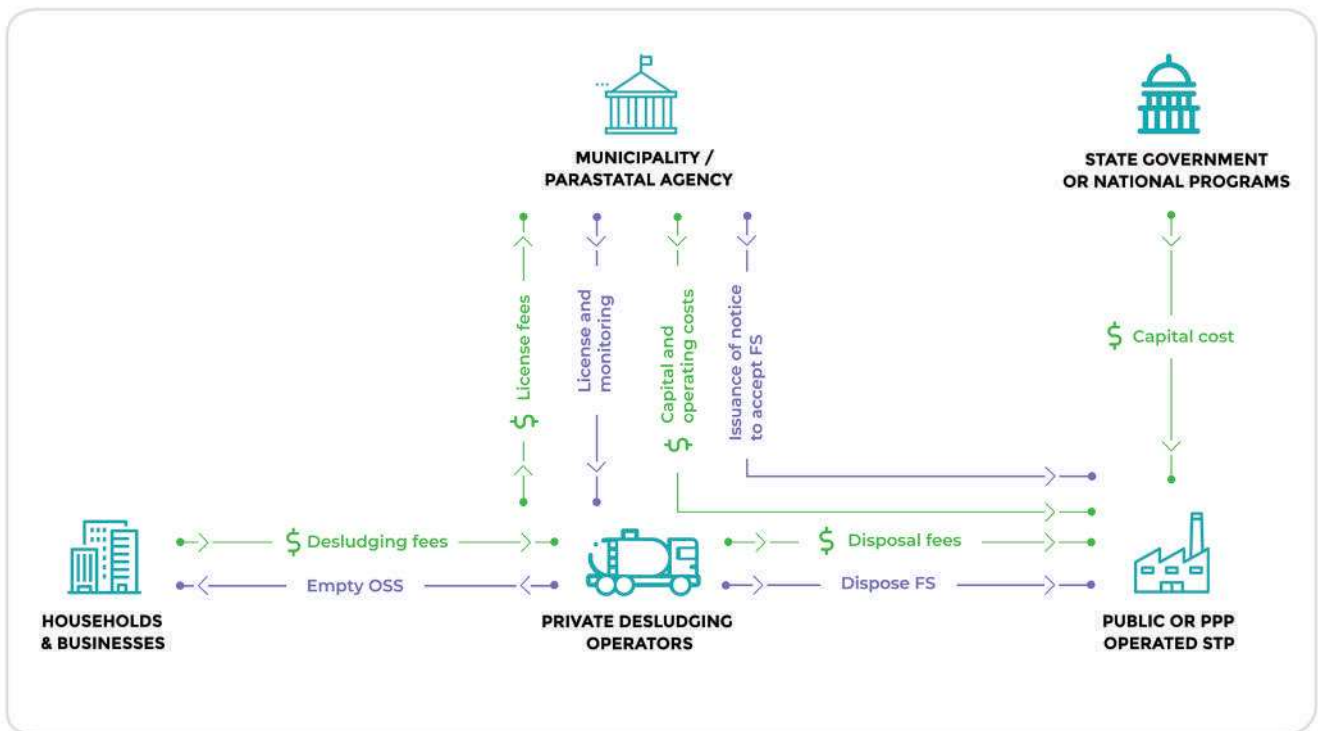 MUNICIPALITY /
PARASTATAL AGENCY
STATE GOVERNMENT
OR NATIONAL PROGRAMS
$ License fees
License and
monitoring
$ Capital and
operating costs
Issuance of notice
to accept FS
$ Capital cost
$ Desludging fees
Empty OSS
$ Disposal fees
Dispose FS
HOUSEHOLDS
& BUSINESSES
PRIVATE DESLUDGING
OPERATORS
PUBLIC OR PPP
OPERATED STP